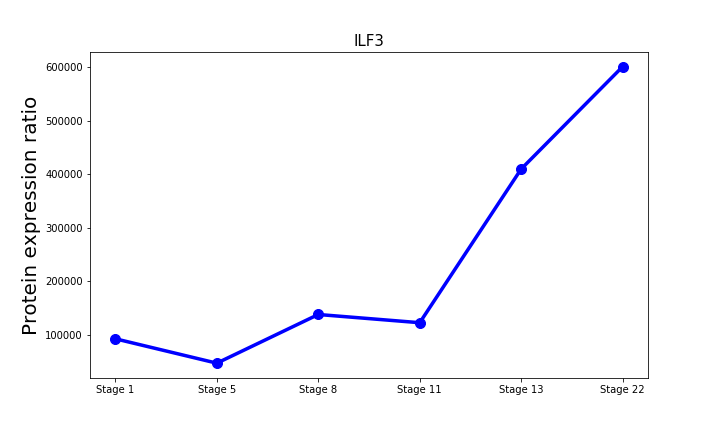 ILF3
Protein expression ratio
600000
500000
400000
300000
200000
100000
Stage 1 Stage 5 Stage 8 Stage 11 Stage 13 Stage 22